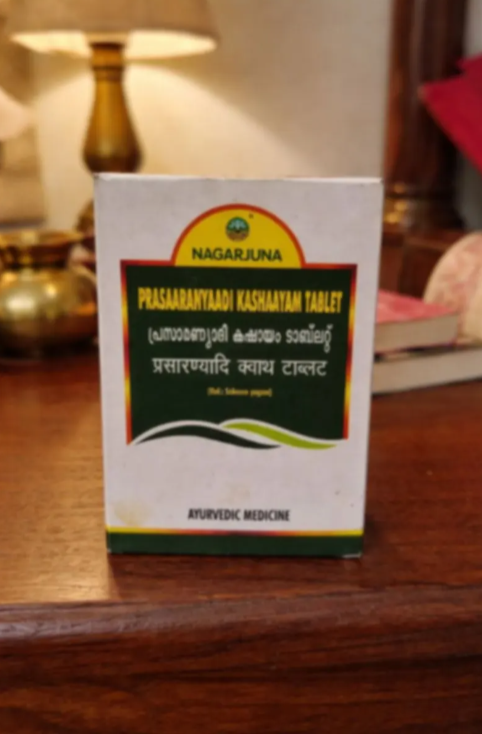 NAGARJUNA
PRASAARANYAADI KASHAAYAM TABLET
പ്രസാരണ്യാദി കഷായം ടാബ്‌ലറ്റ്
प्रसारण्यादि क्वाथ टाब्लट
AYURVEDIC MEDICINE